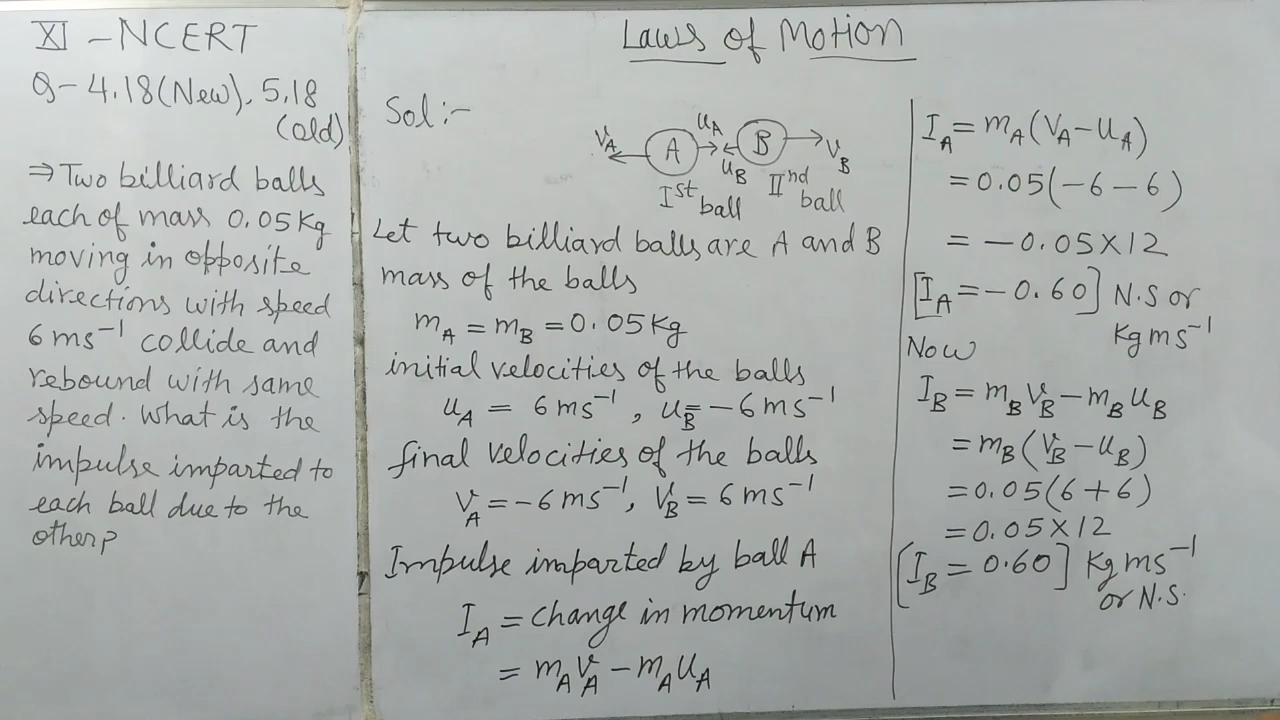 XI - NCERT
Q- 4.18(New), 5.18
(old)
⇒ Two billiard balls
each of mass 0.05Kg
moving in opposite
directions with speed
6 ms⁻¹ collide and
rebound with same
speed. What is the
impulse imparted to
each ball due to the
other?
Laws of Motion
Sol:-
V_A A u_A u_B B V_B
Iˢᵗ ball IIⁿᵈ ball
Let two billiard balls are A and B
mass of the balls
m_A = m_B = 0.05Kg
initial velocities of the balls
u_A = 6 ms⁻¹, u_B = -6 ms⁻¹
final velocities of the balls
V_A = -6 ms⁻¹, V_B = 6 ms⁻¹
Impulse imparted by ball A
I_A = change in momentum
= m_A V_A - m_A u_A
I_A = m_A (V_A - u_A)
= 0.05(-6-6)
= -0.05×12
[I_A = -0.60] N.S or
Kg ms⁻¹
Now
I_B = m_B V_B - m_B u_B
= m_B (V_B - u_B)
= 0.05(6+6)
= 0.05×12
[I_B = 0.60] Kg ms⁻¹
or N.S.